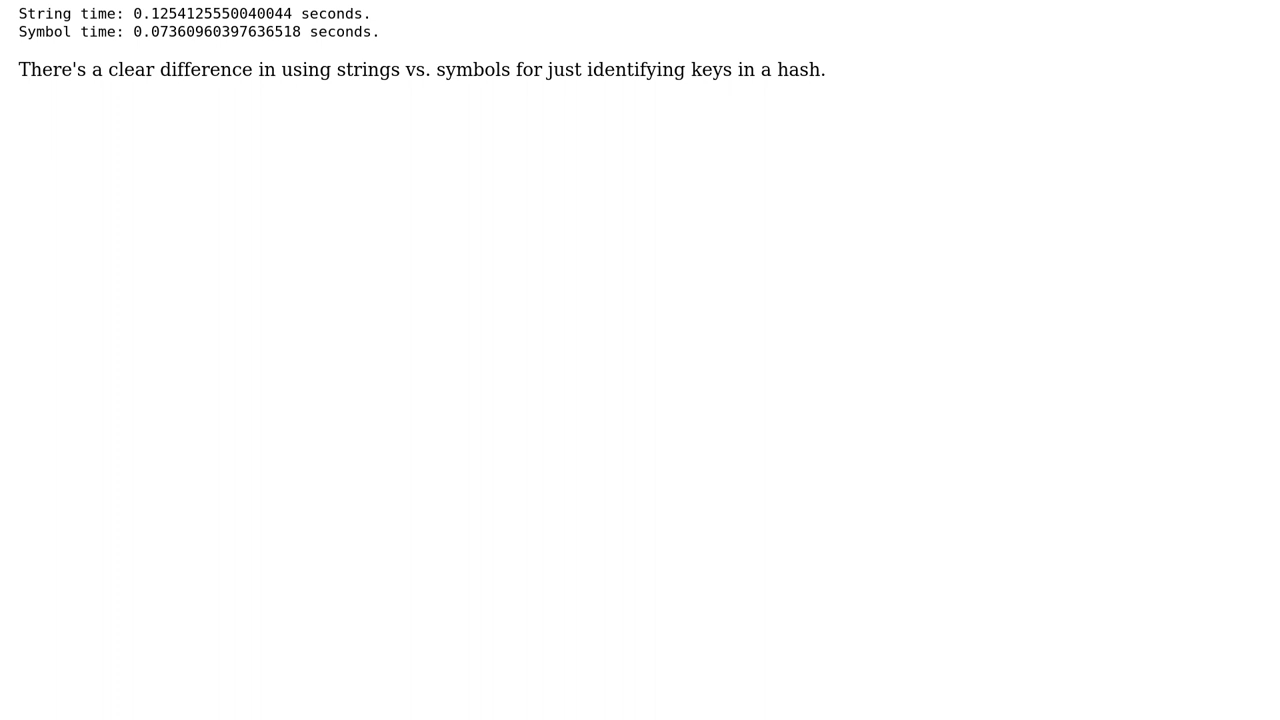 String time: 0.1254125550040044 seconds.
Symbol time: 0.07360960397636518 seconds.
There's a clear difference in using strings vs. symbols for just identifying keys in a hash.